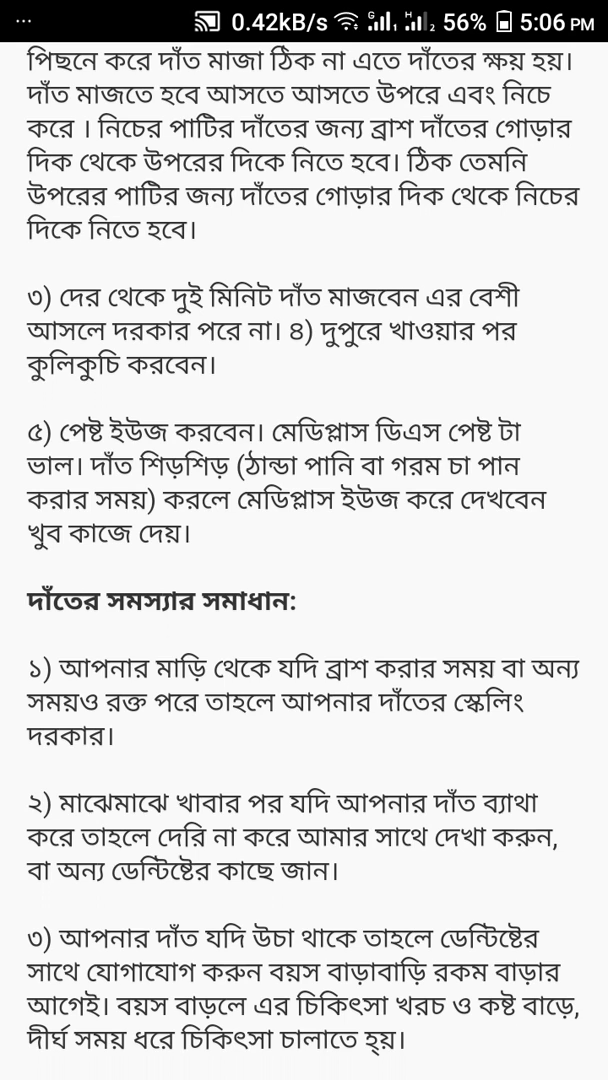 ... 0.42kB/s G 1 H 2 56% 5:06 PM
পিছনে করে দাঁত মাজা ঠিক না এতে দাঁতের ক্ষয় হয়।
দাঁত মাজতে হবে আসতে আসতে উপরে এবং নিচে
করে । নিচের পাটির দাঁতের জন্য ব্রাশ দাঁতের গোড়ার
দিক থেকে উপরের দিকে নিতে হবে। ঠিক তেমনি
উপরের পাটির জন্য দাঁতের গোড়ার দিক থেকে নিচের
দিকে নিতে হবে।
৩) দের থেকে দুই মিনিট দাঁত মাজবেন এর বেশী
আসলে দরকার পরে না। ৪) দুপুরে খাওয়ার পর
কুলিকুচি করবেন।
৫) পেষ্ট ইউজ করবেন। মেডিপ্লাস ডিএস পেষ্ট টা
ভাল। দাঁত শিড়শিড় (ঠান্ডা পানি বা গরম চা পান
করার সময়) করলে মেডিপ্লাস ইউজ করে দেখবেন
খুব কাজে দেয়।
দাঁতের সমস্যার সমাধান:
১) আপনার মাড়ি থেকে যদি ব্রাশ করার সময় বা অন্য
সময়ও রক্ত পরে তাহলে আপনার দাঁতের স্কেলিং
দরকার।
২) মাঝেমাঝে খাবার পর যদি আপনার দাঁত ব্যাথা
করে তাহলে দেরি না করে আমার সাথে দেখা করুন,
বা অন্য ডেন্টিষ্টের কাছে জান।
৩) আপনার দাঁত যদি উচা থাকে তাহলে ডেন্টিষ্টের
সাথে যোগাযোগ করুন বয়স বাড়াবাড়ি রকম বাড়ার
আগেই। বয়স বাড়লে এর চিকিৎসা খরচ ও কষ্ট বাড়ে,
দীর্ঘ সময় ধরে চিকিৎসা চালাতে হ্য়।